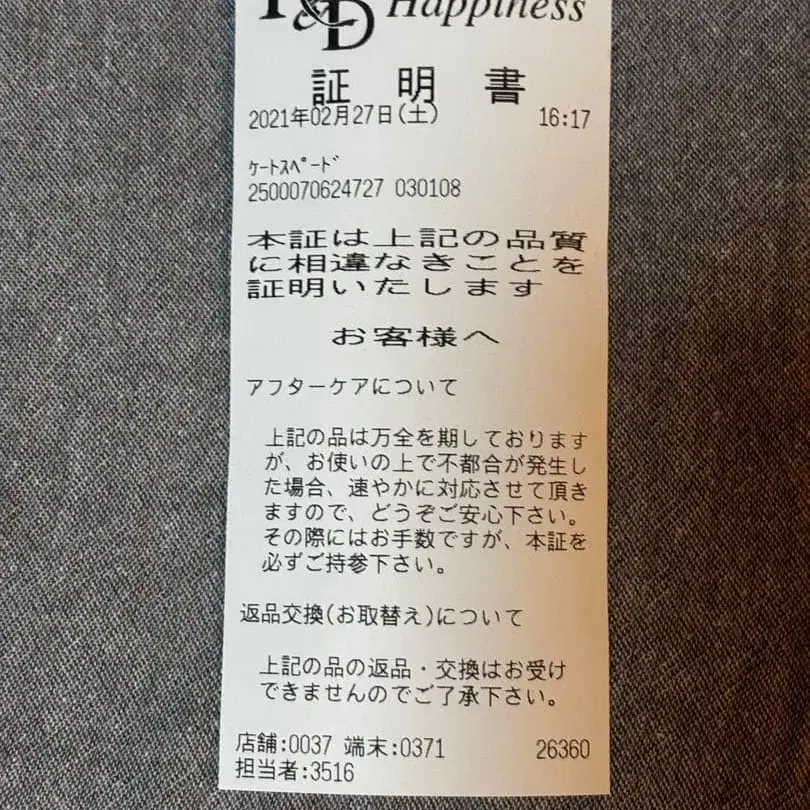 &D Happiness
証明書
2021年02月27日(土) 16:17
ｹｰﾄｽﾍﾟｰﾄﾞ
2500070624727 030108
本証は上記の品質
に相違なきことを
証明いたします
お客様へ
アフターケアについて
上記の品は万全を期しております
が、お使いの上で不都合が発生し
た場合、速やかに対応させて頂き
ますので、どうぞご安心下さい。
その際にはお手数ですが、本証を
必ずご持参下さい。
返品交換(お取替え)について
上記の品の返品・交換はお受け
できませんのでご了承下さい。
店舗:0037 端末:0371 26360
担当者:3516